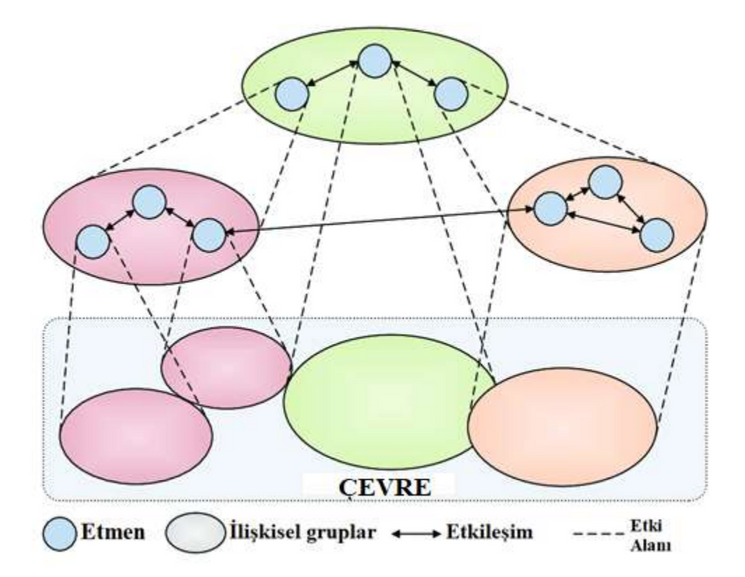 ÇEVRE
Etmen
İlişkisel gruplar
Etkileşim
Etki
Alanı